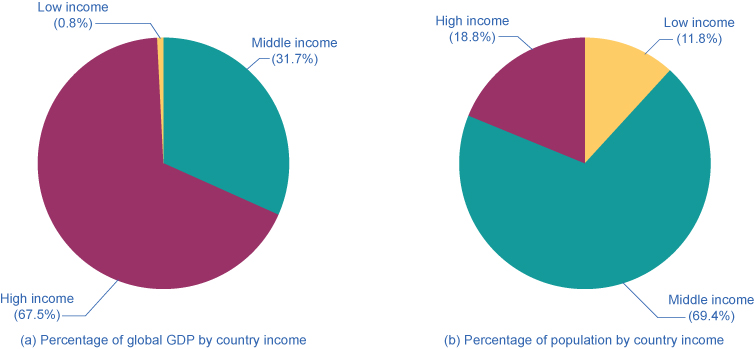 Low income
(0.8%)
Middle income
(31.7%)
High income
(67.5%)
(a) Percentage of global GDP by country income
High income
(18.8%)
Low income
(11.8%)
Middle income
(69.4%)
(b) Percentage of population by country income